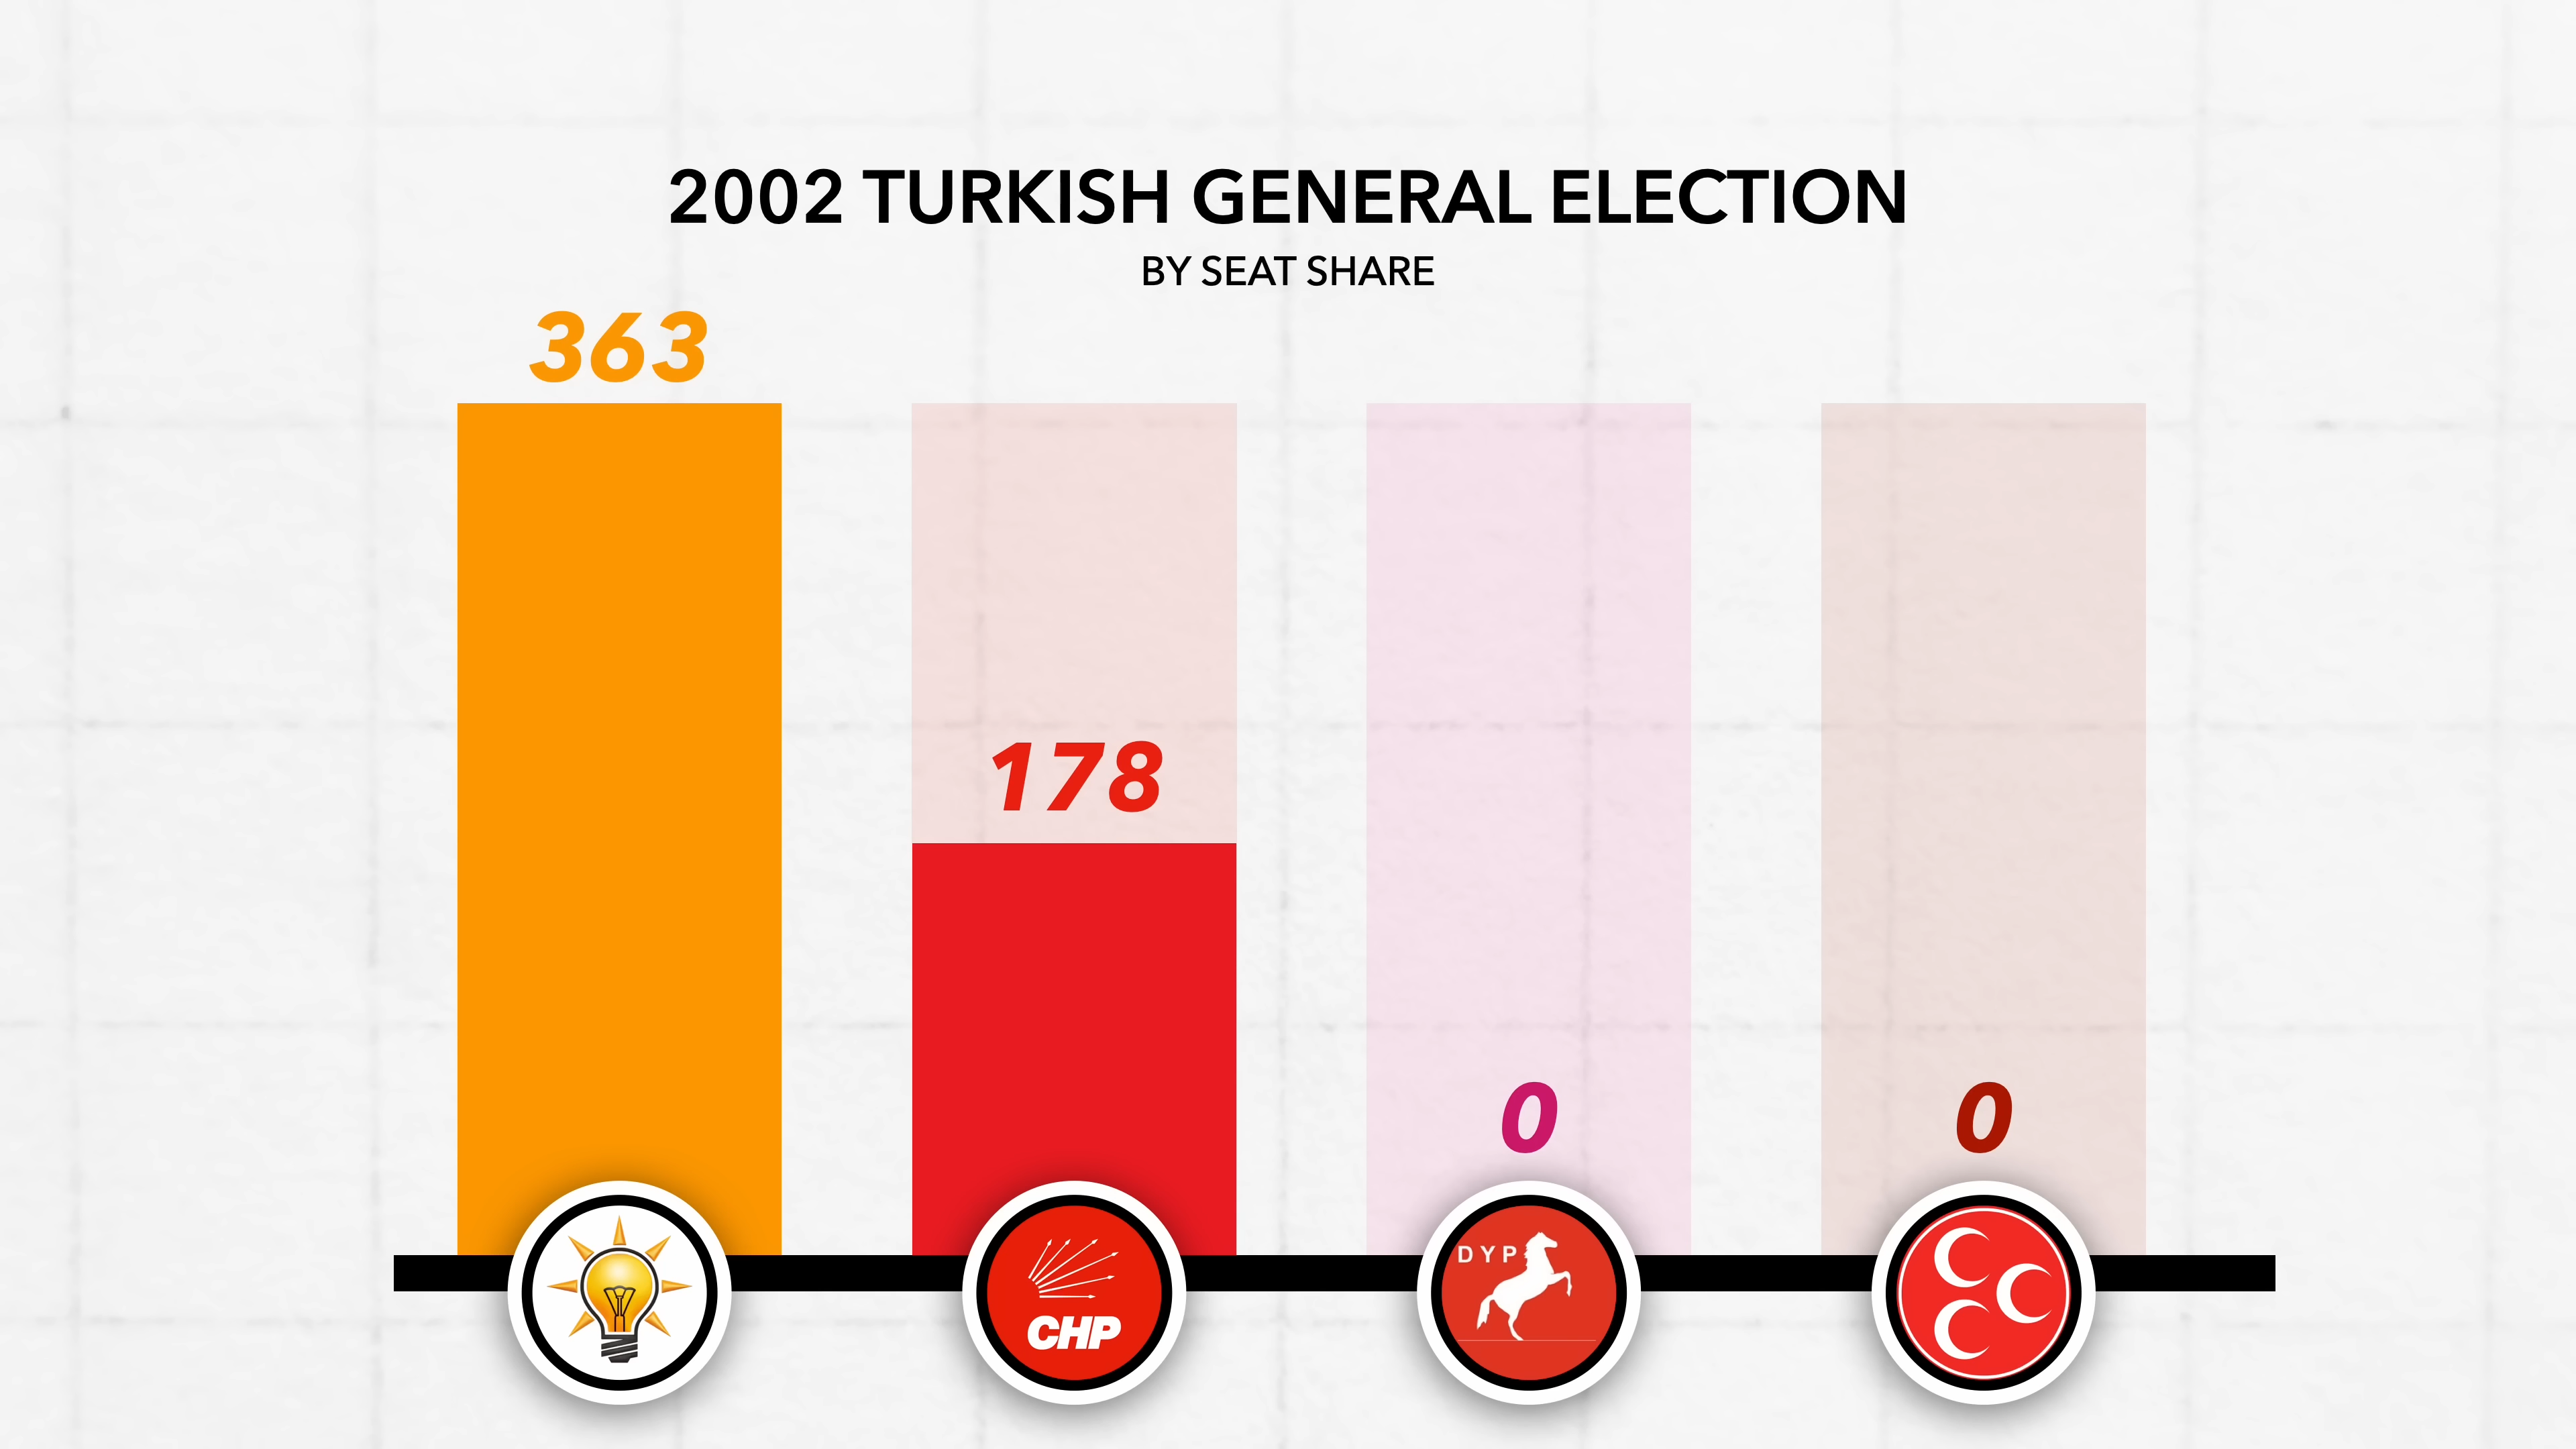 2002 TURKISH GENERAL ELECTION
BY SEAT SHARE
363
178
0
0
CHP
DYP